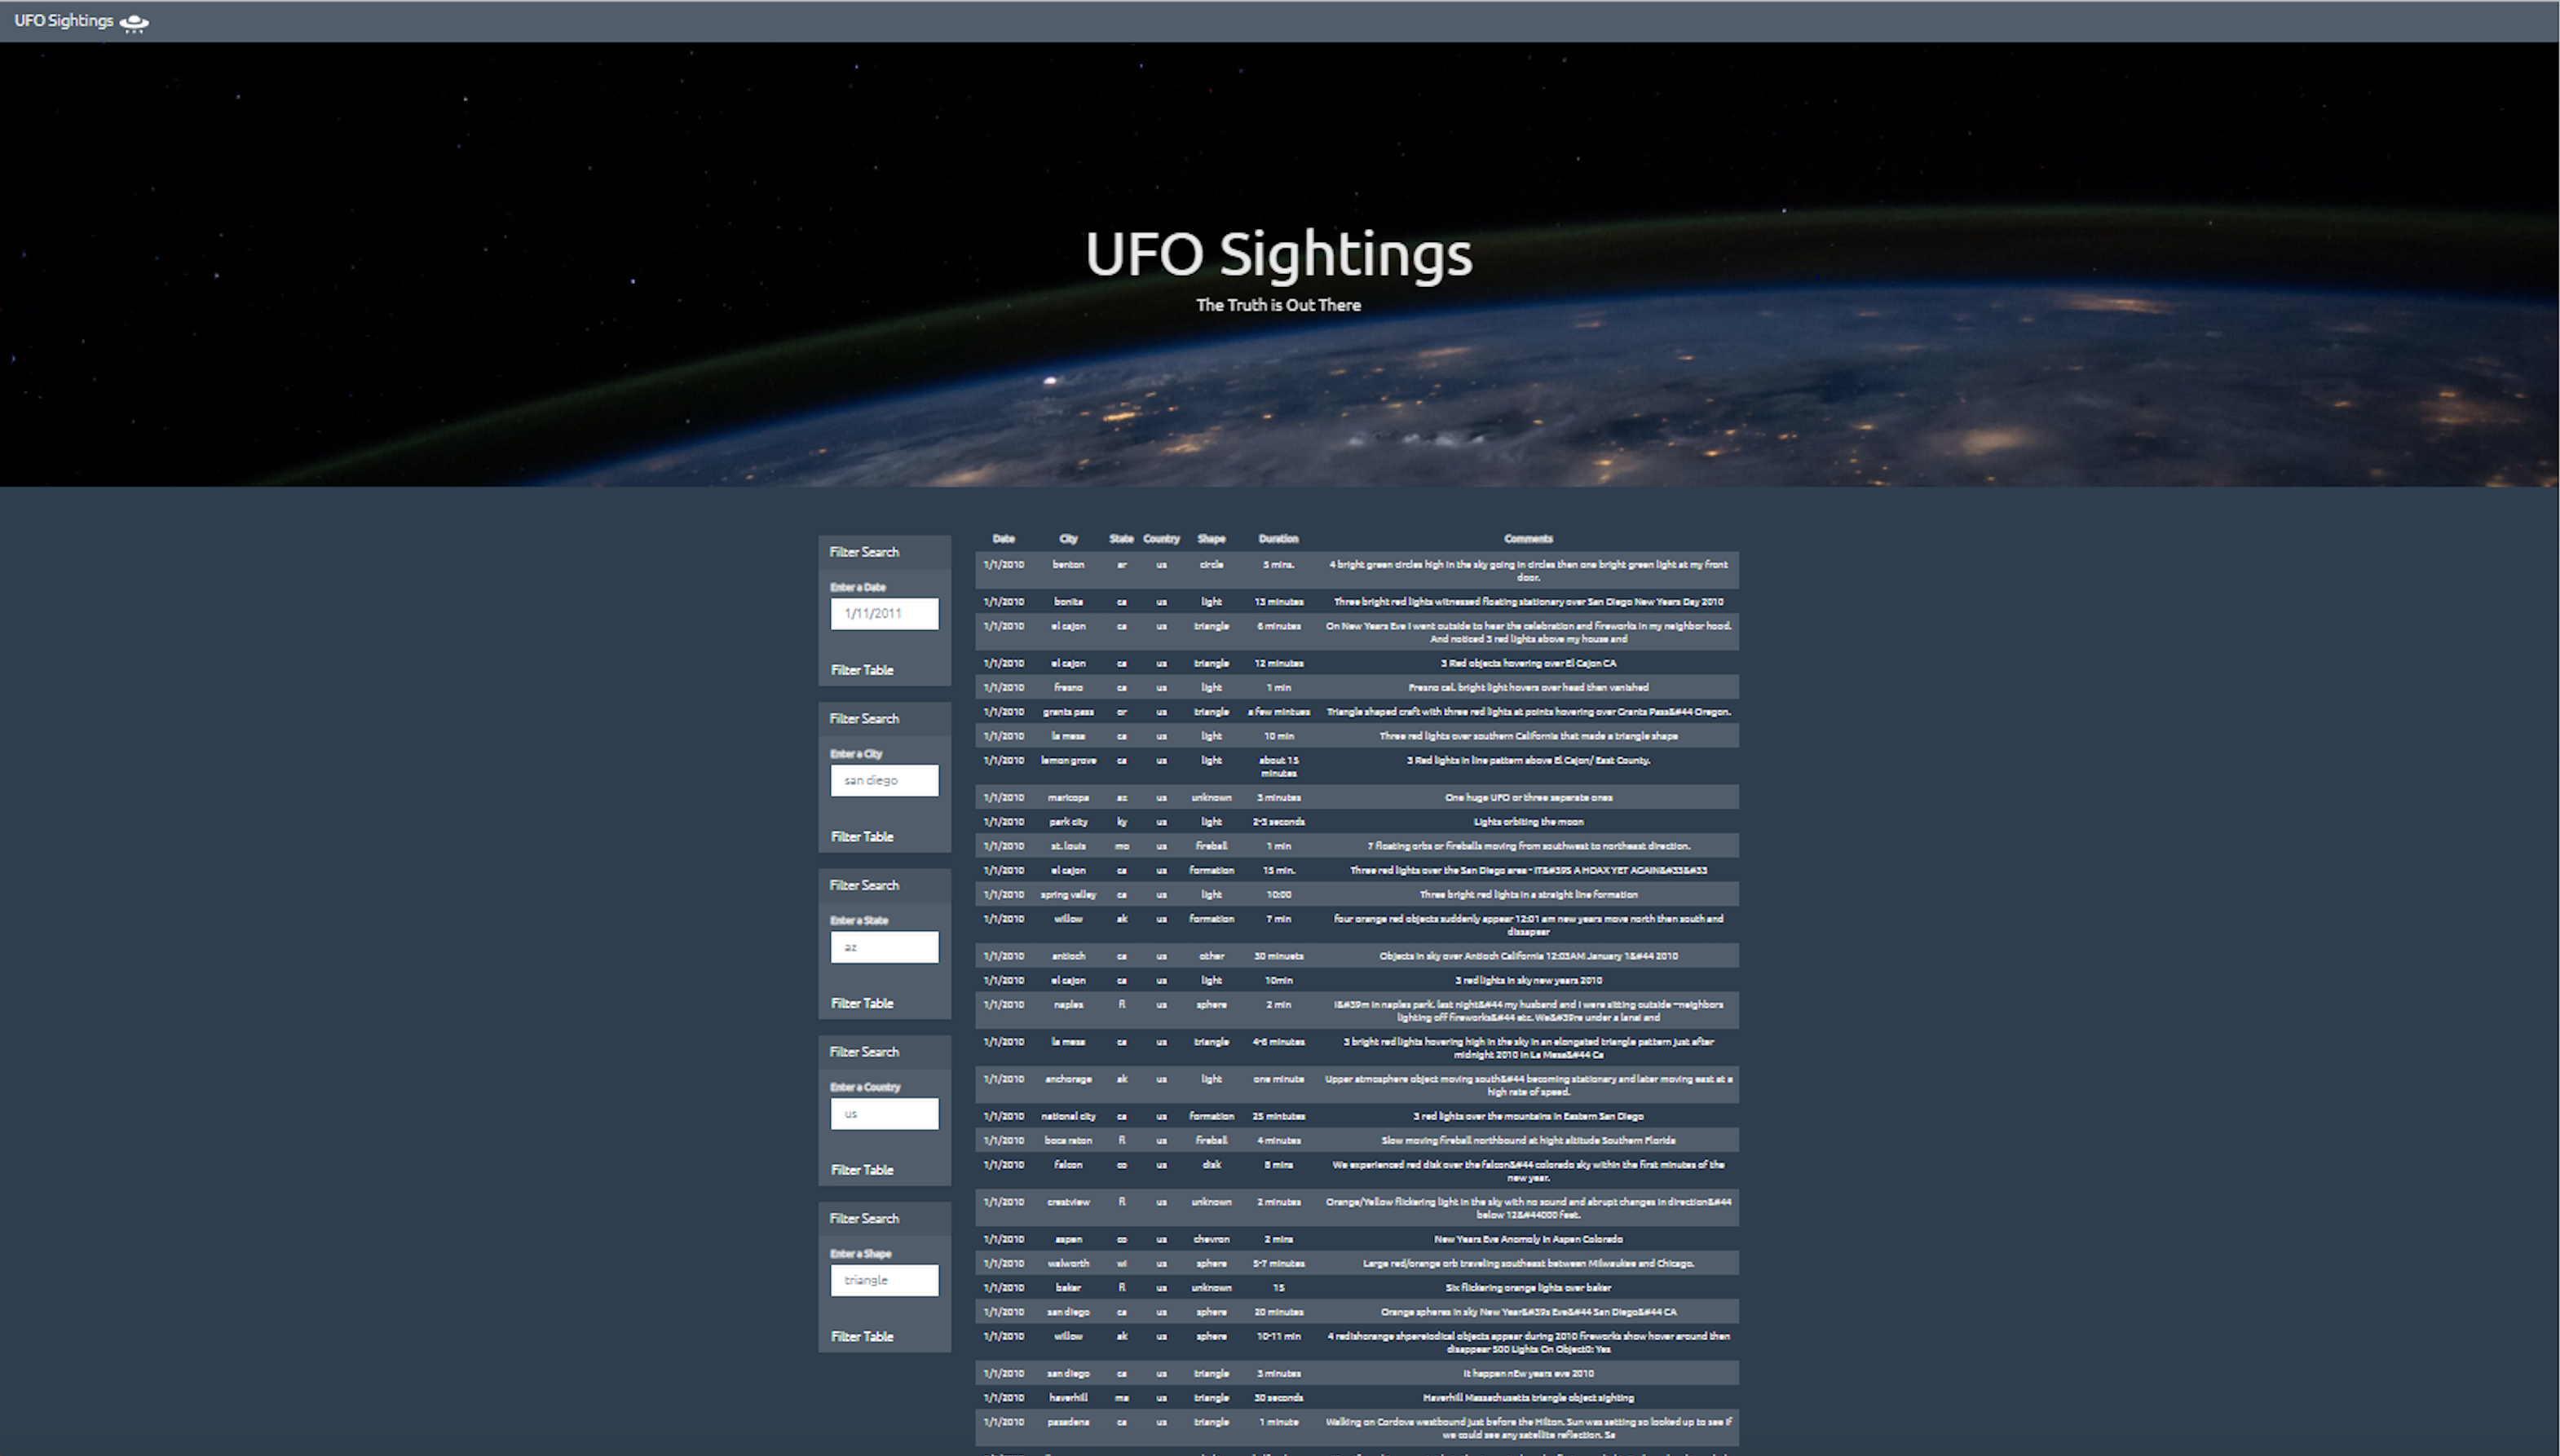 UFO Sightings
UFO Sightings
The Truth is Out There
Filter Search
Enter a Date
1/11/2011
Filter Table
Filter Search
Enter a City
san diego
Filter Table
Filter Search
Enter a State
az
Filter Table
Filter Search
Enter a Country
us
Filter Table
Filter Search
Enter a Shape
triangle
Filter Table
Date City State Country Shape Duration Comments
1/1/2010 benton ar us circle 5 mins. 4 bright green circles high in the sky going in circles then one bright green light at my front
door.
1/1/2010 bonita ca us light 13 minutes Three bright red lights witnessed floating stationary over San Diego New Years Day 2010
1/1/2010 el cajon ca us triangle 6 minutes On New Years Eve I went outside to hear the celebration and fireworks in my neighbor hood.
And noticed 3 red lights above my house and
1/1/2010 el cajon ca us triangle 12 minutes 3 Red objects hovering over El Cajon CA
1/1/2010 fresno ca us light 1 min Fresno cal. bright light hovers over head then vanished
1/1/2010 grants pass or us triangle a few mintues Triangle shaped craft with three red lights at points hovering over Grants Pass&#44 Oregon.
1/1/2010 la mesa ca us light 10 min Three red lights over southern California that made a triangle shape
1/1/2010 lemon grove ca us light about 15 3 Red lights in line pattern above El Cajon/ East County.
minutes
1/1/2010 maricopa az us unknown 3 minutes One huge UFO or three seperate ones
1/1/2010 park city ky us light 2-3 seconds Lights orbiting the moon
1/1/2010 st. louis mo us fireball 1 min 7 floating orbs or fireballs moving from southwest to northeast direction.
1/1/2010 el cajon ca us formation 15 min. Three red lights over the San Diego area - IT&#39S A HOAX YET AGAIN&#33&#33
1/1/2010 spring valley ca us light 10:00 Three bright red lights in a straight line formation
1/1/2010 willow ak us formation 7 min four orange red objects suddenly appear 12:01 am new years move north then south and
dissapear
1/1/2010 antioch ca us other 30 minuets Objects in sky over Antioch California 12:03AM January 1&#44 2010
1/1/2010 el cajon ca us light 10min 3 red lights in sky new years 2010
1/1/2010 naples fl us sphere 2 min I&#39m in naples park. last night&#44 my husband and I were sitting outside ~neighbors
lighting off fireworks&#44 etc. We&#39re under a lanai and
1/1/2010 la mesa ca us triangle 4-6 minutes 3 bright red lights hovering high in the sky in an elongated triangle pattern just after
midnight 2010 in La Mesa&#44 Ca
1/1/2010 anchorage ak us light one minute Upper atmosphere object moving south&#44 becoming stationary and later moving east at a
high rate of speed.
1/1/2010 national city ca us formation 25 mintutes 3 red lights over the mountains in Eastern San Diego
1/1/2010 boca raton fl us fireball 4 minutes Slow moving fireball northbound at hight altitude Southern Florida
1/1/2010 falcon co us disk 8 mins We experienced red disk over the falcon&#44 colorado sky within the first minutes of the
new year.
1/1/2010 crestview fl us unknown 2 minutes Orange/Yellow flickering light in the sky with no sound and abrupt changes in direction&#44
below 12&#44000 feet.
1/1/2010 aspen co us chevron 2 mins New Years Eve Anomoly in Aspen Colorado
1/1/2010 walworth wi us sphere 5-7 minutes Large red/orange orb traveling southeast between Milwaukee and Chicago.
1/1/2010 baker fl us unknown 15 Six flickering orange lights over baker
1/1/2010 san diego ca us sphere 20 minutes Orange spheres in sky New Year&#39s Eve&#44 San Diego&#44 CA
1/1/2010 willow ak us sphere 10-11 min 4 redishorange shpereiodical objects appear during 2010 fireworks show hover around then
disappear 500 Lights On Object0: Yes
1/1/2010 san diego ca us triangle 3 minutes it happen nEw years eve 2010
1/1/2010 haverhill ma us triangle 30 seconds Haverhill Massachusetts triangle object sighting
1/1/2010 pasadena ca us triangle 1 minute Walking on Cordova westbound just before the Hilton. Sun was setting so looked up to see if
we could see any satellite reflection. Sa